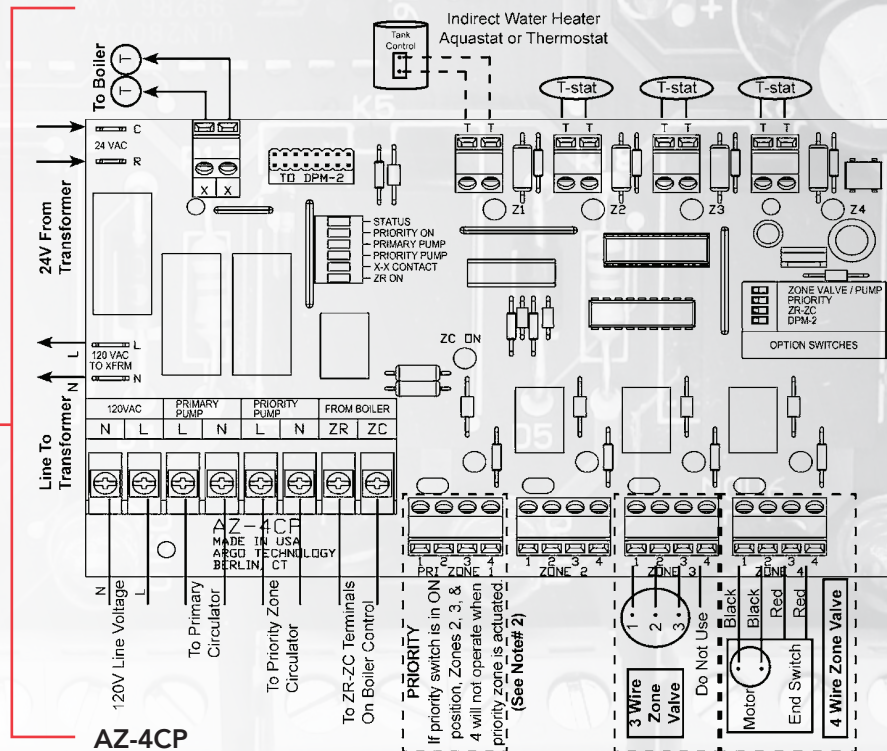 Indirect Water Heater
Aquastat or Thermostat
Tank
Control
To Boiler
T
T
T-stat
T-stat
T-stat
C
24 VAC
R
X X
TO DPM-2
T T
T T
T T
T T
Z1
Z2
Z3
Z4
24V From
Transformer
STATUS
PRIORITY ON
PRIMARY PUMP
PRIORITY PUMP
X-X CONTACT
ZR ON
ZONE VALVE / PUMP
PRIORITY
ZR-ZC
DPM-2
OPTION SWITCHES
ZC ON
L
L
120 VAC
TO XFRM
N
N
Line To
Transformer
120VAC
PRIMARY
PUMP
PRIORITY
PUMP
FROM BOILER
N L L N L N ZR ZC
AZ-4CP
MADE IN USA
ARGO TECHNOLOGY
BERLIN, CT
1 2 3 4
PRI ZONE 1
1 2 3 4
ZONE 2
1 2 3 4
ZONE 3
1 2 3 4
ZONE 4
N
L
120V Line Voltage
To Primary
Circulator
To Priority Zone
Circulator
To ZR-ZC Terminals
On Boiler Control
PRIORITY
If priority switch is in ON
position, Zones 2, 3, &
4 will not operate when
priority zone is actuated.
(See Note# 2)
1
2
3
Do Not Use
3 Wire
Zone
Valve
Black
Black
Red
Red
Motor
End Switch
4 Wire Zone Valve
AZ-4CP